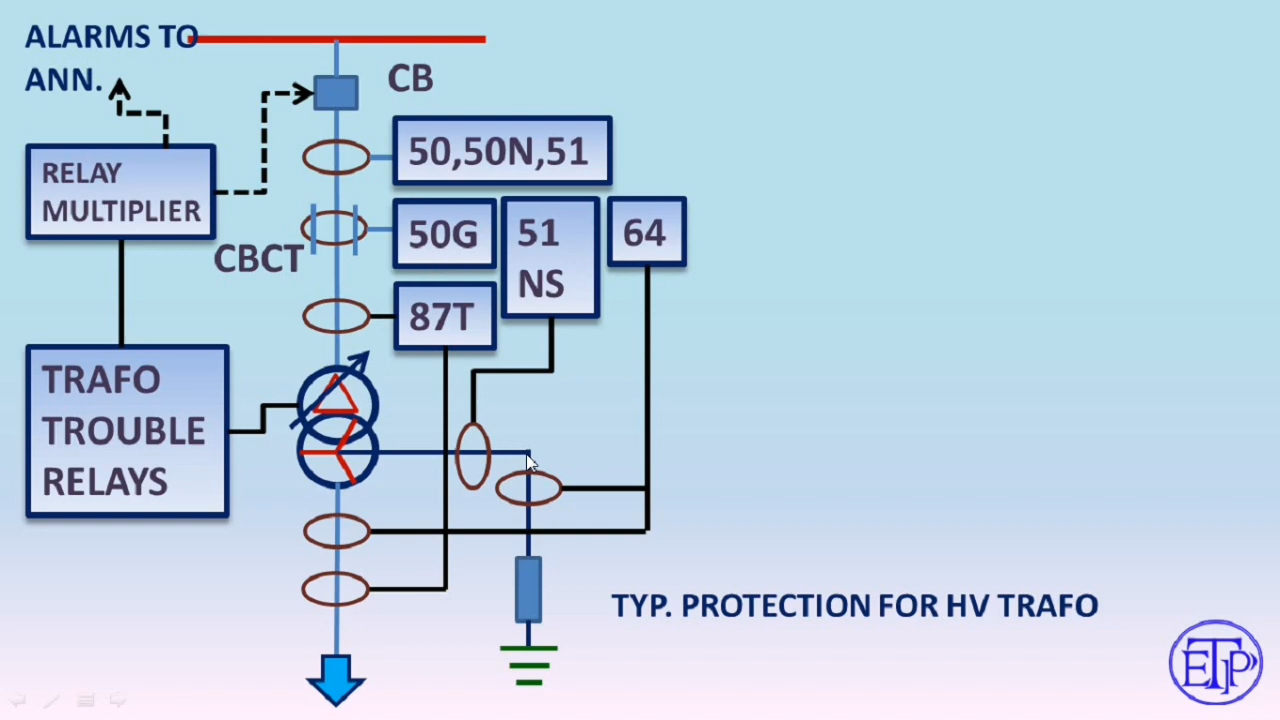 ALARMS TO
ANN.
CB
50,50N,51
RELAY
MULTIPLIER
CBCT
50G
51
NS
64
87T
TRAFO
TROUBLE
RELAYS
TYP. PROTECTION FOR HV TRAFO
ETP